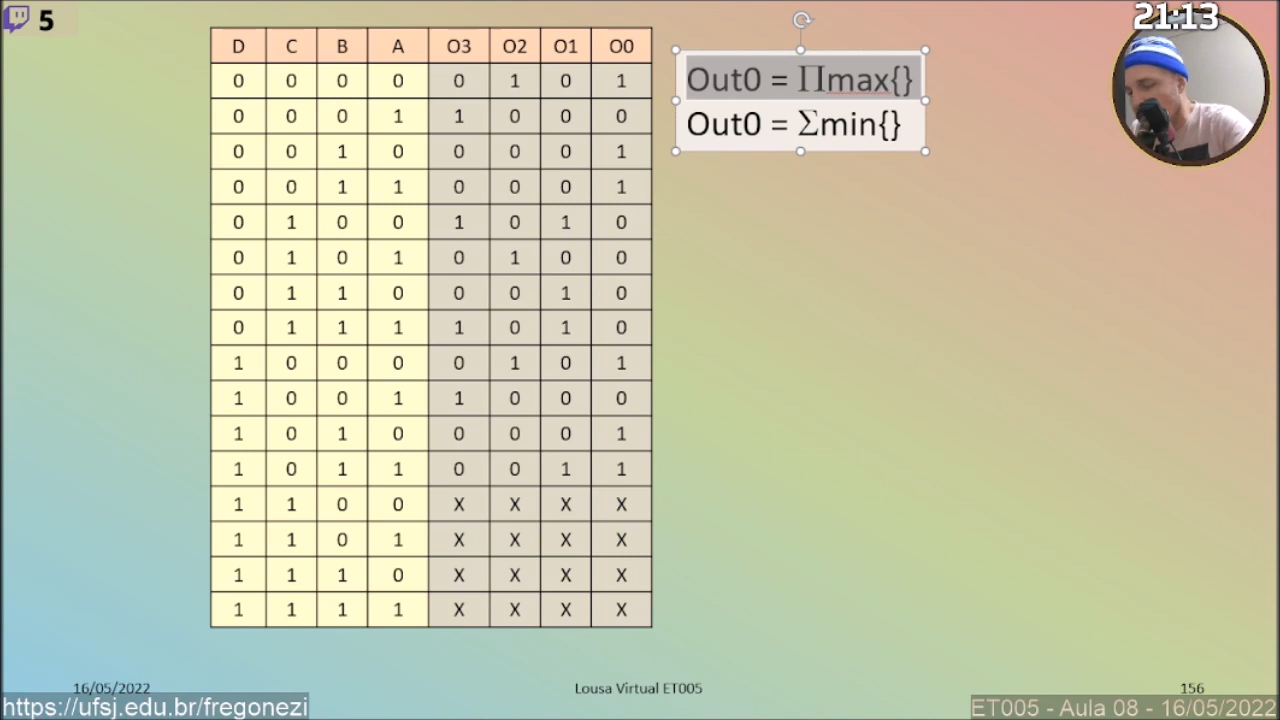 5
21:13
D C B A O3 O2 O1 O0
0 0 0 0 0 1 0 1
0 0 0 1 1 0 0 0
0 0 1 0 0 0 0 1
0 0 1 1 0 0 0 1
0 1 0 0 1 0 1 0
0 1 0 1 0 1 0 0
0 1 1 0 0 0 1 0
0 1 1 1 1 0 1 0
1 0 0 0 0 1 0 1
1 0 0 1 1 0 0 0
1 0 1 0 0 0 0 1
1 0 1 1 0 0 1 1
1 1 0 0 X X X X
1 1 0 1 X X X X
1 1 1 0 X X X X
1 1 1 1 X X X X
Out0 = ∏max{}
Out0 = ∑min{}
16/05/2022
Lousa Virtual ET005
156
https://ufsj.edu.br/fregonezi
ET005 - Aula 08 - 16/05/2022